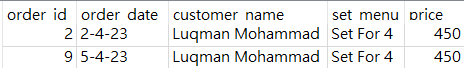 order id order date customer name set menu price
2 2-4-23 Luqman Mohammad Set For 4 450
9 5-4-23 Luqman Mohammad Set For 4 450